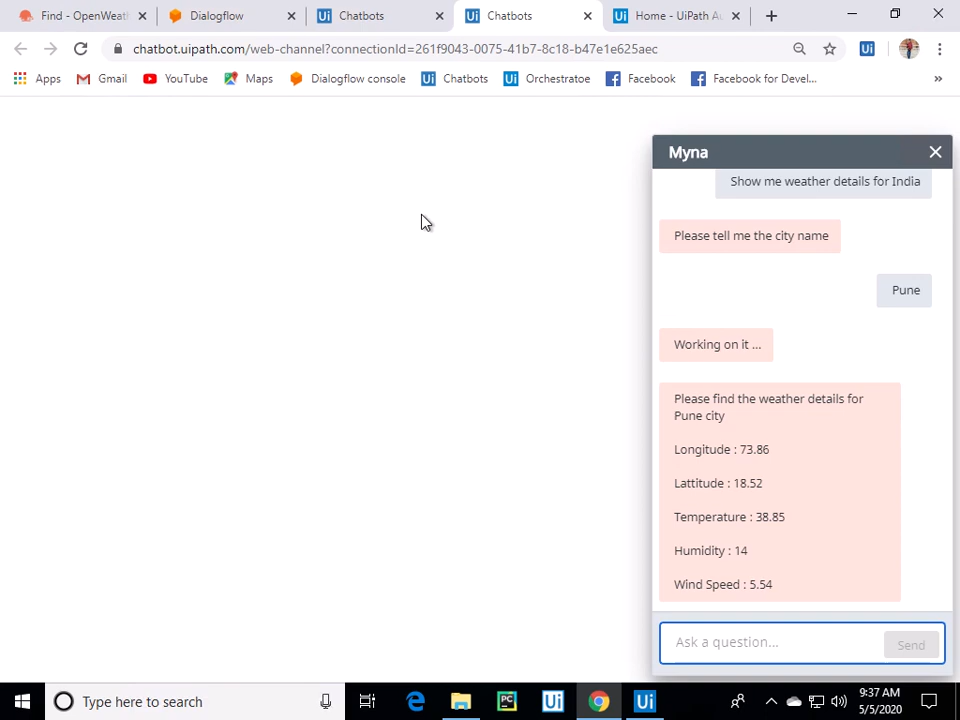 Find - OpenWeat
Dialogflow
Chatbots
Chatbots
Home - UiPath Au
chatbot.uipath.com/web-channel?connectionId=261f9043-0075-41b7-8c18-b47e1e625aec
Apps
Gmail
YouTube
Maps
Dialogflow console
Ui Chatbots
Ui Orchestratoe
Facebook
Facebook for Devel...
Myna
Show me weather details for India
Please tell me the city name
Pune
Working on it ...
Please find the weather details for
Pune city
Longitude : 73.86
Lattitude : 18.52
Temperature : 38.85
Humidity : 14
Wind Speed : 5.54
Ask a question...
Send
Type here to search
9:37 AM
5/5/2020